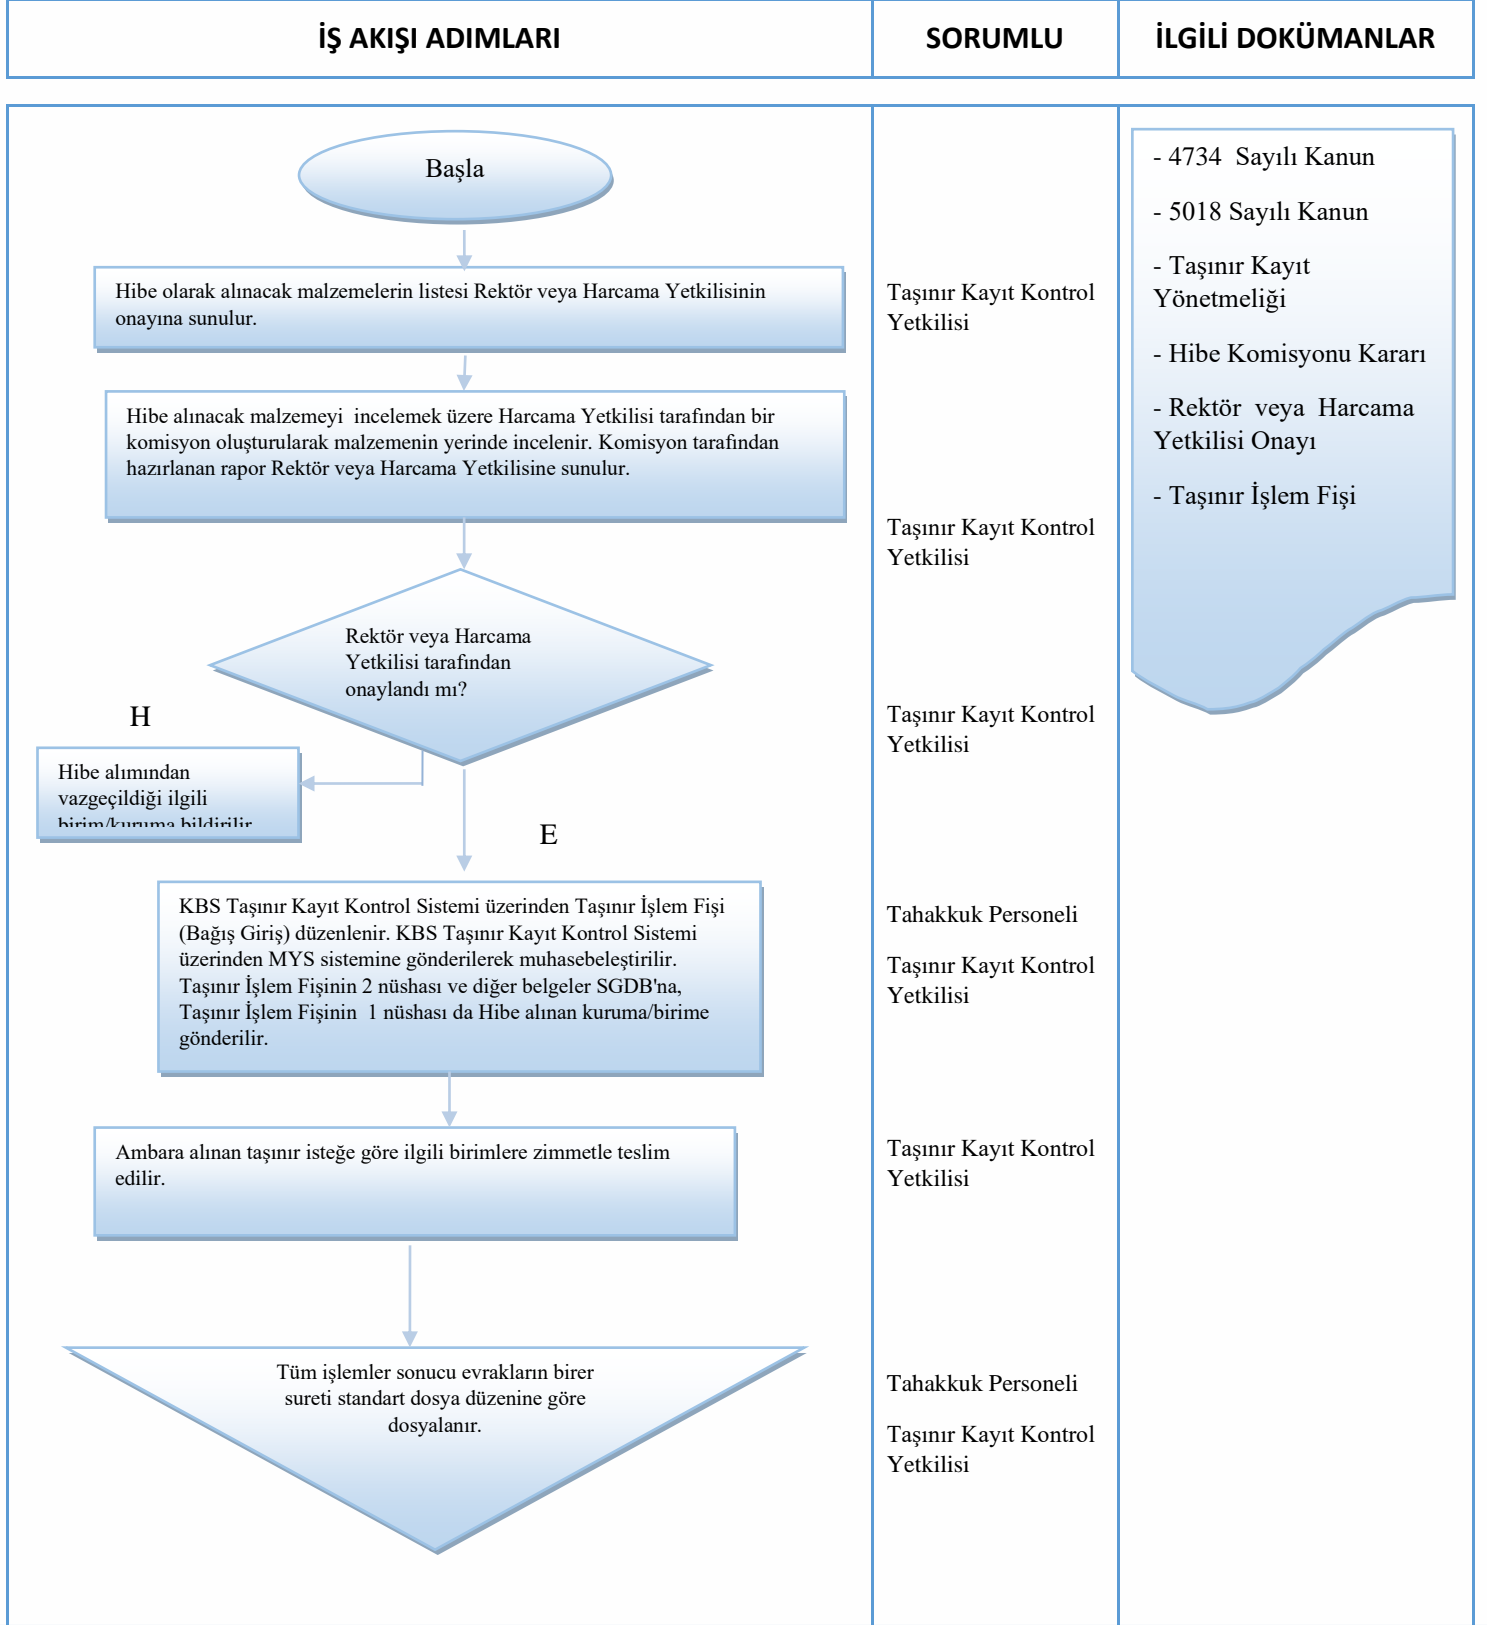 İŞ AKIŞI ADIMLARI
SORUMLU
İLGİLİ DOKÜMANLAR
Başla
Hibe olarak alınacak malzemelerin listesi Rektör veya Harcama Yetkilisinin
onayına sunulur.
Hibe alınacak malzemeyi  incelemek üzere Harcama Yetkilisi tarafından bir
komisyon oluşturularak malzemenin yerinde incelenir. Komisyon tarafından
hazırlanan rapor Rektör veya Harcama Yetkilisine sunulur.
Rektör veya Harcama
Yetkilisi tarafından
onaylandı mı?
H
Hibe alımından
vazgeçildiği ilgili
birim/kuruma bildirilir
E
KBS Taşınır Kayıt Kontrol Sistemi üzerinden Taşınır İşlem Fişi
(Bağış Giriş) düzenlenir. KBS Taşınır Kayıt Kontrol Sistemi
üzerinden MYS sistemine gönderilerek muhasebeleştirilir.
Taşınır İşlem Fişinin 2 nüshası ve diğer belgeler SGDB'na,
Taşınır İşlem Fişinin  1 nüshası da Hibe alınan kuruma/birime
gönderilir.
Ambara alınan taşınır isteğe göre ilgili birimlere zimmetle teslim
edilir.
Tüm işlemler sonucu evrakların birer
sureti standart dosya düzenine göre
dosyalanır.
Taşınır Kayıt Kontrol
Yetkilisi
Taşınır Kayıt Kontrol
Yetkilisi
Taşınır Kayıt Kontrol
Yetkilisi
Tahakkuk Personeli
Taşınır Kayıt Kontrol
Yetkilisi
Taşınır Kayıt Kontrol
Yetkilisi
Tahakkuk Personeli
Taşınır Kayıt Kontrol
Yetkilisi
- 4734  Sayılı Kanun
- 5018 Sayılı Kanun
- Taşınır Kayıt
Yönetmeliği
- Hibe Komisyonu Kararı
- Rektör  veya  Harcama
Yetkilisi Onayı
- Taşınır İşlem Fişi